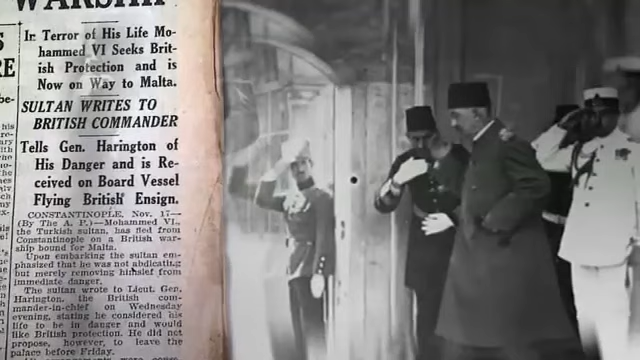 WARSHIP
In Terror of His Life Mo-
hammed VI Seeks Brit-
ish Protection and is
Now on Way to Malta.
SULTAN WRITES TO
BRITISH COMMANDER
Tells Gen. Harington of
His Danger and is Re-
ceived on Board Vessel
Flying British Ensign.
CONSTANTINOPLE, Nov. 17—
(By The A. P.)—Mohammed VI.,
the Turkish sultan, has fled from
Constantinople on a British war-
ship bound for Malta.
Upon embarking the sultan em-
phasized that he was not abdicating
but merely removing himself from
immediate danger.
The sultan wrote to Lieut. Gen.
Harington, the British com-
mander-in-chief on Wednesday
evening, stating he considered his
life to be in danger and would
like British protection. He did not
propose, however, to leave the
palace before Friday.